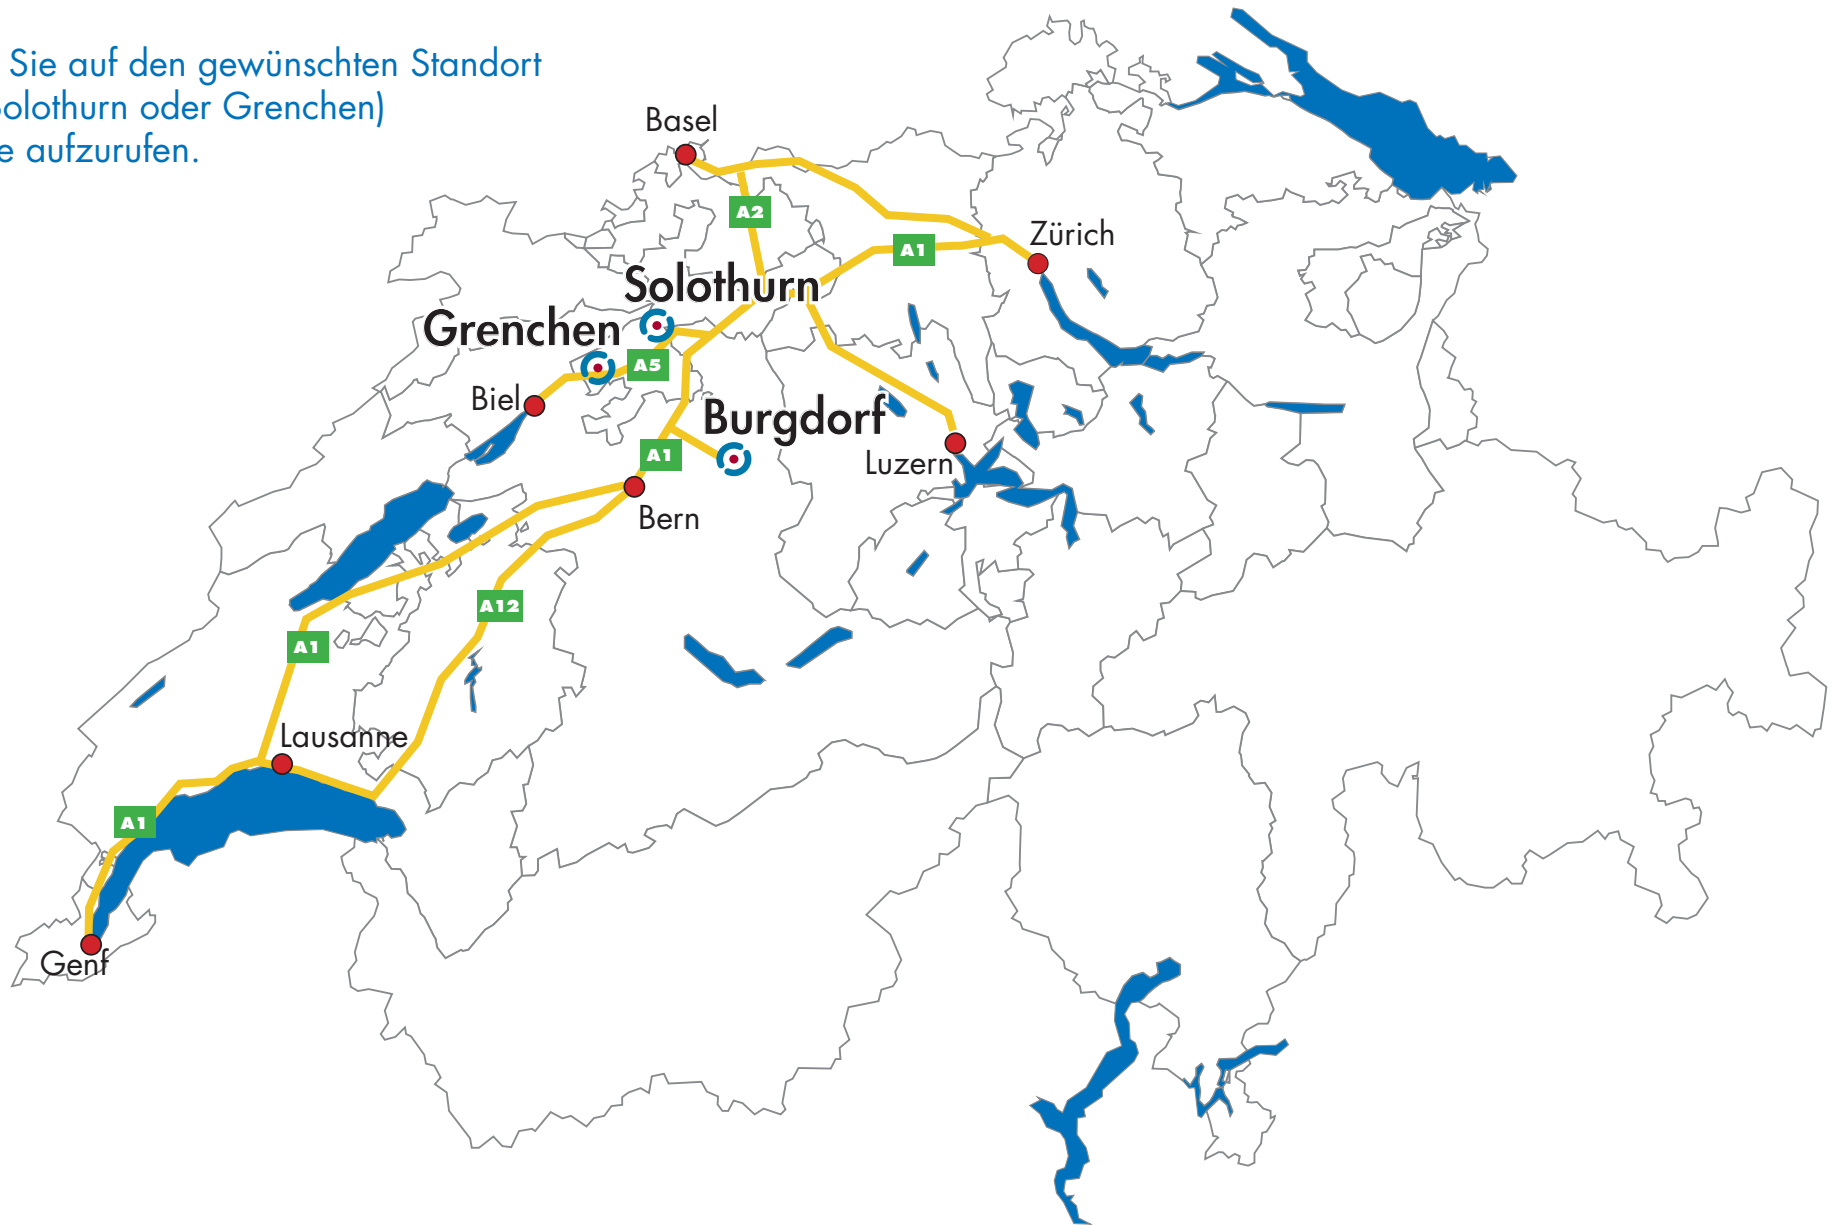 Sie auf den gewünschten Standort
Solothurn oder Grenchen)
e aufzurufen.
Basel
A2
Zürich
A1
Solothurn
Grenchen
A5
Biel
Burgdorf
A1
Luzern
Bern
A12
A1
Lausanne
A1
Genf